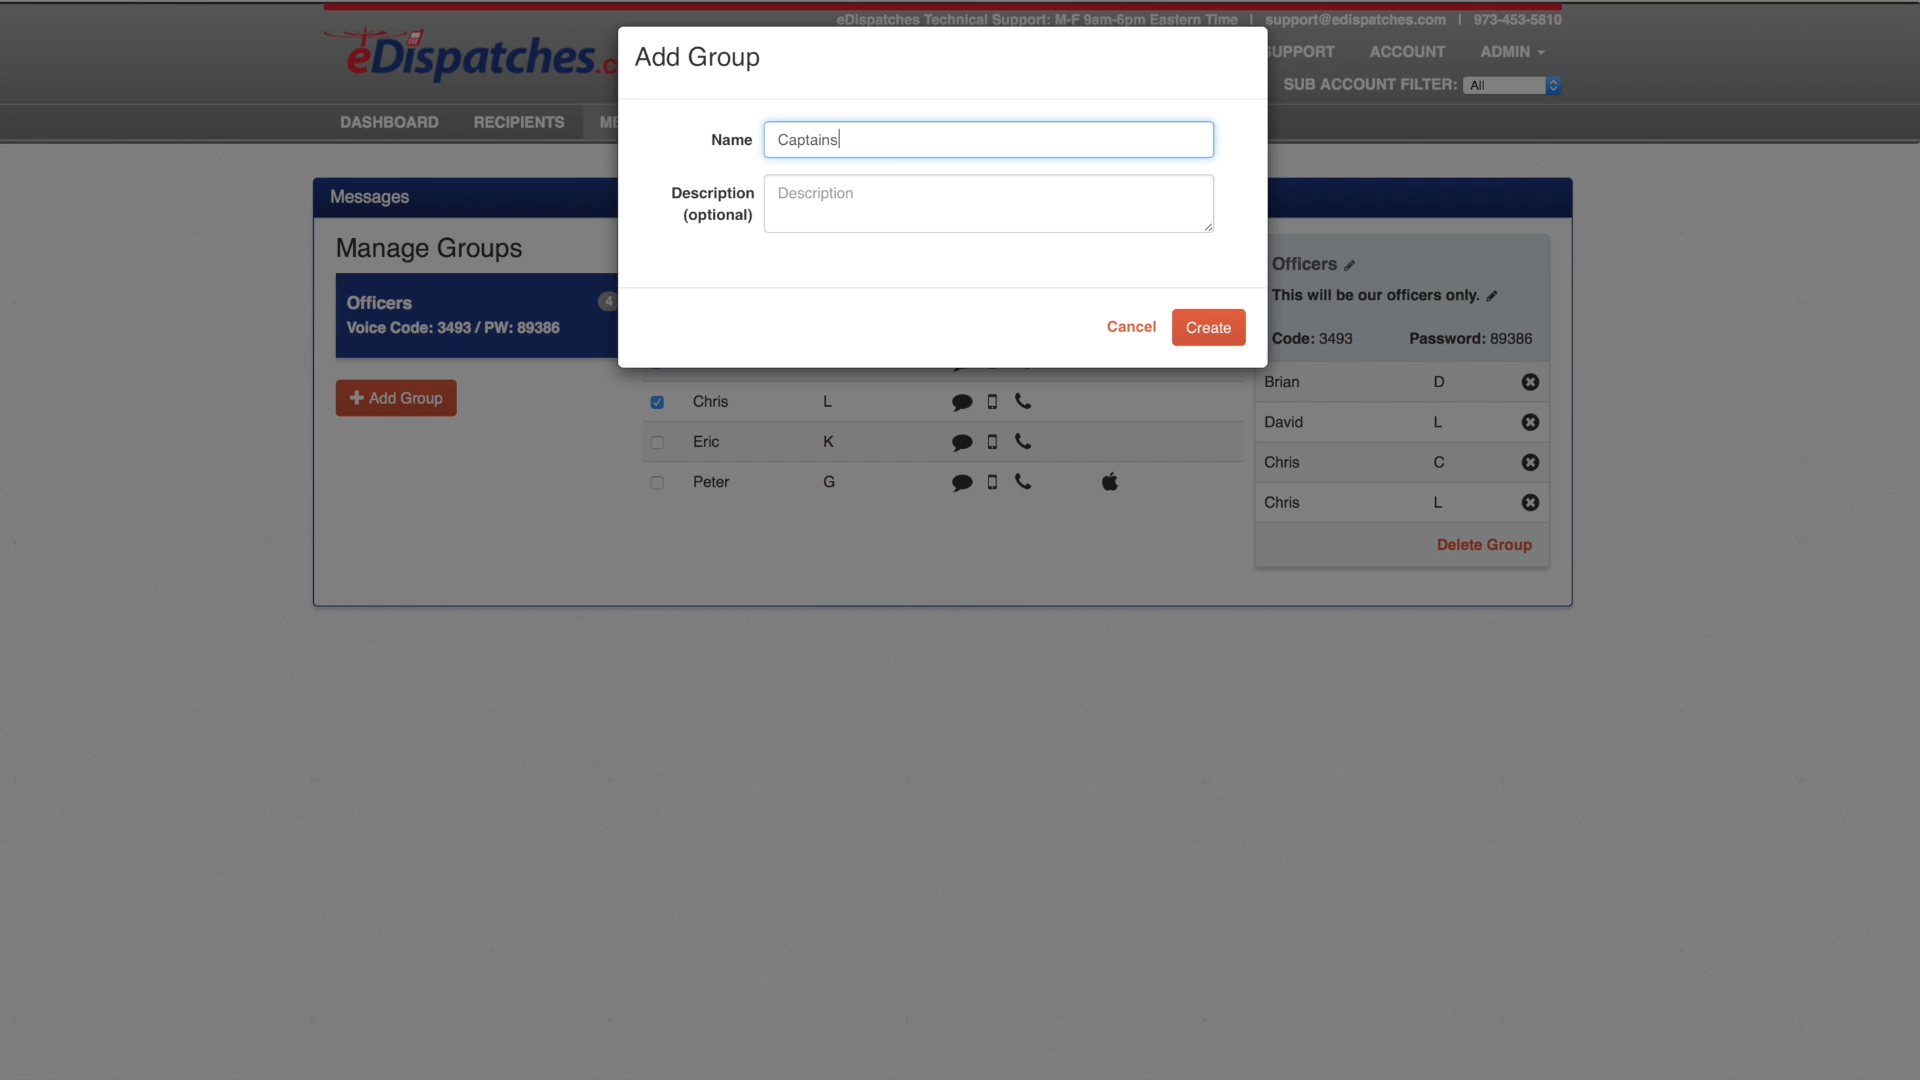 eDispatches Technical Support: M-F 9am-6pm Eastern Time | support@edispatches.com | 973-453-5810
eDispatches.c
ACCOUNT ADMIN
SUB ACCOUNT FILTER: All
DASHBOARD RECIPIENTS
Add Group
Name Captains
Description (optional) Description
Cancel Create
Messages
Manage Groups
Officers 4
Voice Code: 3493 / PW: 89386
Add Group
Chris L
Eric K
Peter G
Officers
This will be our officers only.
Code: 3493 Password: 89386
Brian D
David L
Chris C
Chris L
Delete Group